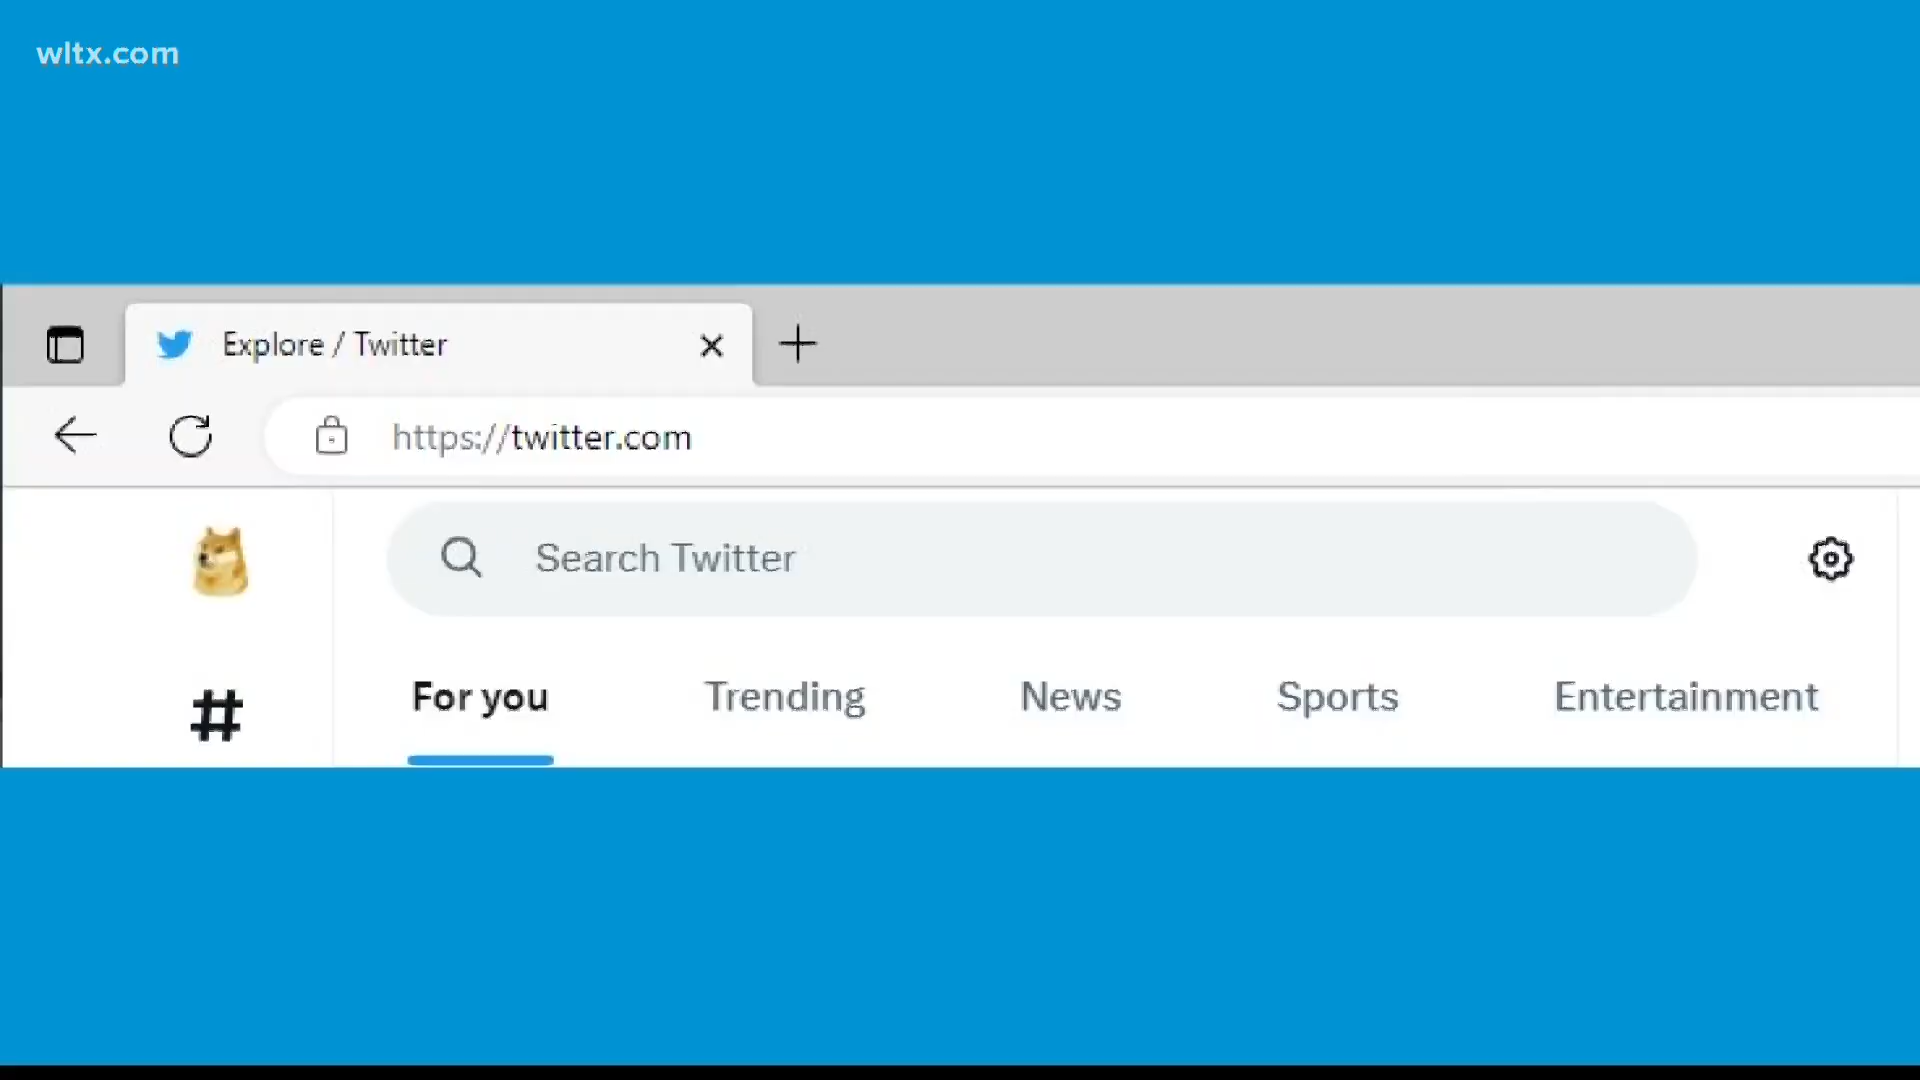 wltx.com
Explore / Twitter
https://twitter.com
Search Twitter
#
For you Trending News Sports Entertainment